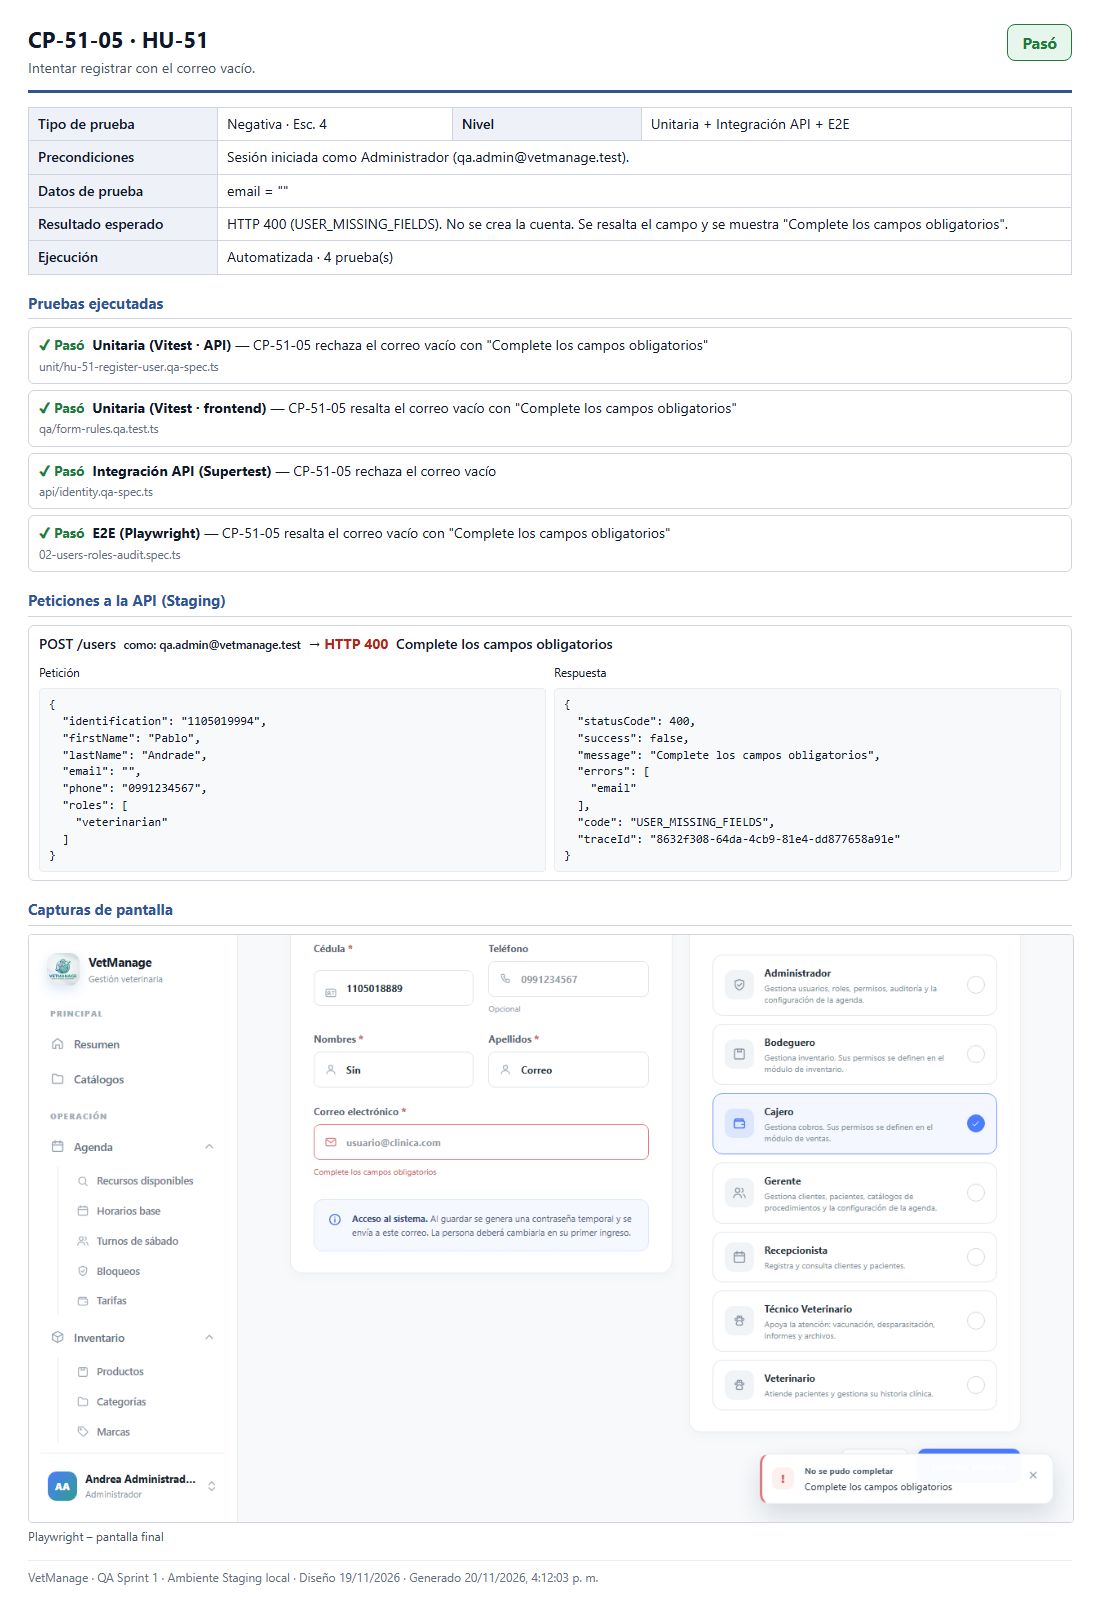 CP-51-05 · HU-51
Pasó
Intentar registrar con el correo vacío.
Tipo de prueba
Negativa · Esc. 4
Nivel
Unitaria + Integración API + E2E
Precondiciones
Sesión iniciada como Administrador (qa.admin@vetmanage.test).
Datos de prueba
email = ""
Resultado esperado
HTTP 400 (USER_MISSING_FIELDS). No se crea la cuenta. Se resalta el campo y se muestra "Complete los campos obligatorios".
Ejecución
Automatizada · 4 prueba(s)
Pruebas ejecutadas
✓ Pasó Unitaria (Vitest · API) — CP-51-05 rechaza el correo vacío con "Complete los campos obligatorios"
unit/hu-51-register-user.qa-spec.ts
✓ Pasó Unitaria (Vitest · frontend) — CP-51-05 resalta el correo vacío con "Complete los campos obligatorios"
qa/form-rules.qa.test.ts
✓ Pasó Integración API (Supertest) — CP-51-05 rechaza el correo vacío
api/identity.qa-spec.ts
✓ Pasó E2E (Playwright) — CP-51-05 resalta el correo vacío con "Complete los campos obligatorios"
02-users-roles-audit.spec.ts
Peticiones a la API (Staging)
POST /users como: qa.admin@vetmanage.test → HTTP 400 Complete los campos obligatorios
Petición
{
"identification": "1105019994",
"firstName": "Pablo",
"lastName": "Andrade",
"email": "",
"phone": "0991234567",
"roles": [
"veterinarian"
]
}
Respuesta
{
"statusCode": 400,
"success": false,
"message": "Complete los campos obligatorios",
"errors": [
"email"
],
"code": "USER_MISSING_FIELDS",
"traceId": "8632f308-64da-4cb9-81e4-dd877658a91e"
}
Capturas de pantalla
VETMANAGE
VetManage
Gestión veterinaria
PRINCIPAL
Resumen
Catálogos
OPERACIÓN
Agenda
Recursos disponibles
Horarios base
Turnos de sábado
Bloqueos
Tarifas
Inventario
Productos
Categorías
Marcas
AA
Andrea Administrad...
Administrador
Cédula *
1105018889
Teléfono
0991234567
Opcional
Nombres *
Sin
Apellidos *
Correo
Correo electrónico *
usuario@clinica.com
Complete los campos obligatorios
Acceso al sistema. Al guardar se genera una contraseña temporal y se
envía a este correo. La persona deberá cambiarla en su primer ingreso.
Administrador
Gestiona usuarios, roles, permisos, auditoría y la
configuración de la agenda.
Bodeguero
Gestiona inventario. Sus permisos se definen en el
módulo de inventario.
Cajero
Gestiona cobros. Sus permisos se definen en el
módulo de ventas.
Gerente
Gestiona clientes, pacientes, catálogos de
procedimientos y la configuración de la agenda.
Recepcionista
Registra y consulta clientes y pacientes.
Técnico Veterinario
Apoya la atención: vacunación, desparasitación,
informes y archivos.
Veterinario
Atiende pacientes y gestiona su historia clínica.
No se pudo completar
Complete los campos obligatorios
Playwright – pantalla final
VetManage · QA Sprint 1 · Ambiente Staging local · Diseño 19/11/2026 · Generado 20/11/2026, 4:12:03 p. m.